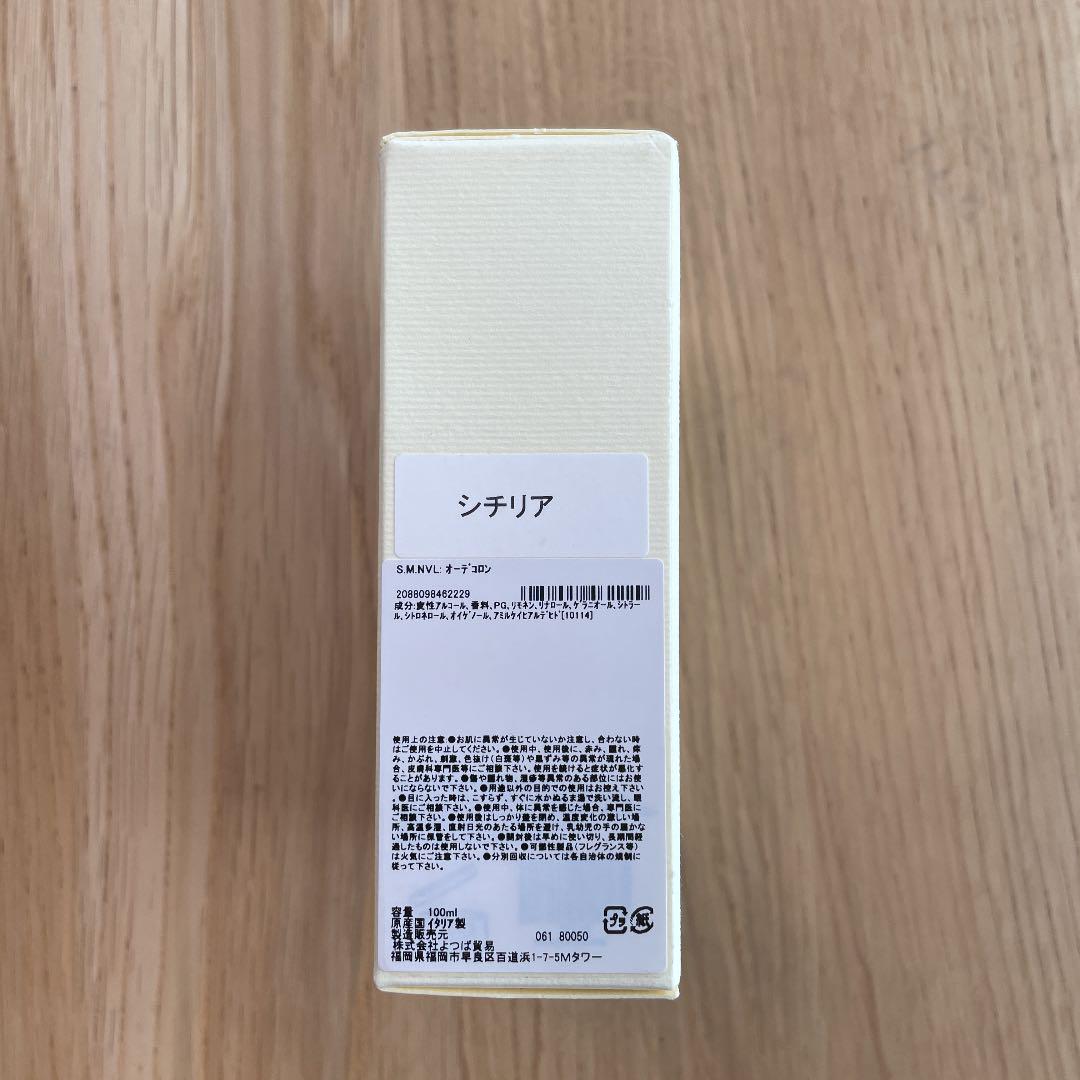 シチリア
S.M.NVL: ｵｰﾃﾞｺﾛﾝ
2088098462229
成分:変性ｱﾙｺｰﾙ、香料、PG、ﾘﾓﾈﾝ、ﾘﾅﾛｰﾙ、ｹﾞﾗﾆｵｰﾙ、ｼﾄﾗｰ
ﾙ、ｼﾄﾛﾈﾛｰﾙ、ｵｲｹﾞﾉｰﾙ、ｱﾐﾙｹｲﾋｱﾙﾃﾞﾋﾄﾞ[10114]
使用上の注意 ●お肌に異常が生じていないか注意し、合わない時
はご使用を中止してください。●使用中、使用後に、赤み、腫れ、痒
み、かぶれ、刺激、色抜け(白斑等)や黒ずみ等の異常が現れた場
合、皮膚科専門医等にご相談下さい。使用を続けると症状が悪化す
ることがあります。●傷や腫れ物、湿疹等異常のある部位にはお使
いにならないで下さい。●用途以外の目的での使用はお控え下さい
。●目に入った時は、こすらず、すぐに水かぬるま湯で洗い流し、眼
科医にご相談下さい。●使用中、体に異常を感じた場合、専門医に
ご相談下さい。●使用後はしっかり蓋を閉め、温度変化の激しい場
所、高温多湿、直射日光のあたる場所を避け、乳幼児の手の届かな
い場所に保管をして下さい。●開封後は早めに使い切り、長期間経
過したものは使用しないで下さい。●可燃性製品(フレグランス等)
は火気にご注意下さい。●分別回収については各自治体の規制に
従って下さい。
容量 100ml
原産国 ｲﾀﾘｱ製
製造販売元 061 80050
株式会社よつば貿易
福岡県福岡市早良区百道浜1-7-5Mタワー
プラ 紙